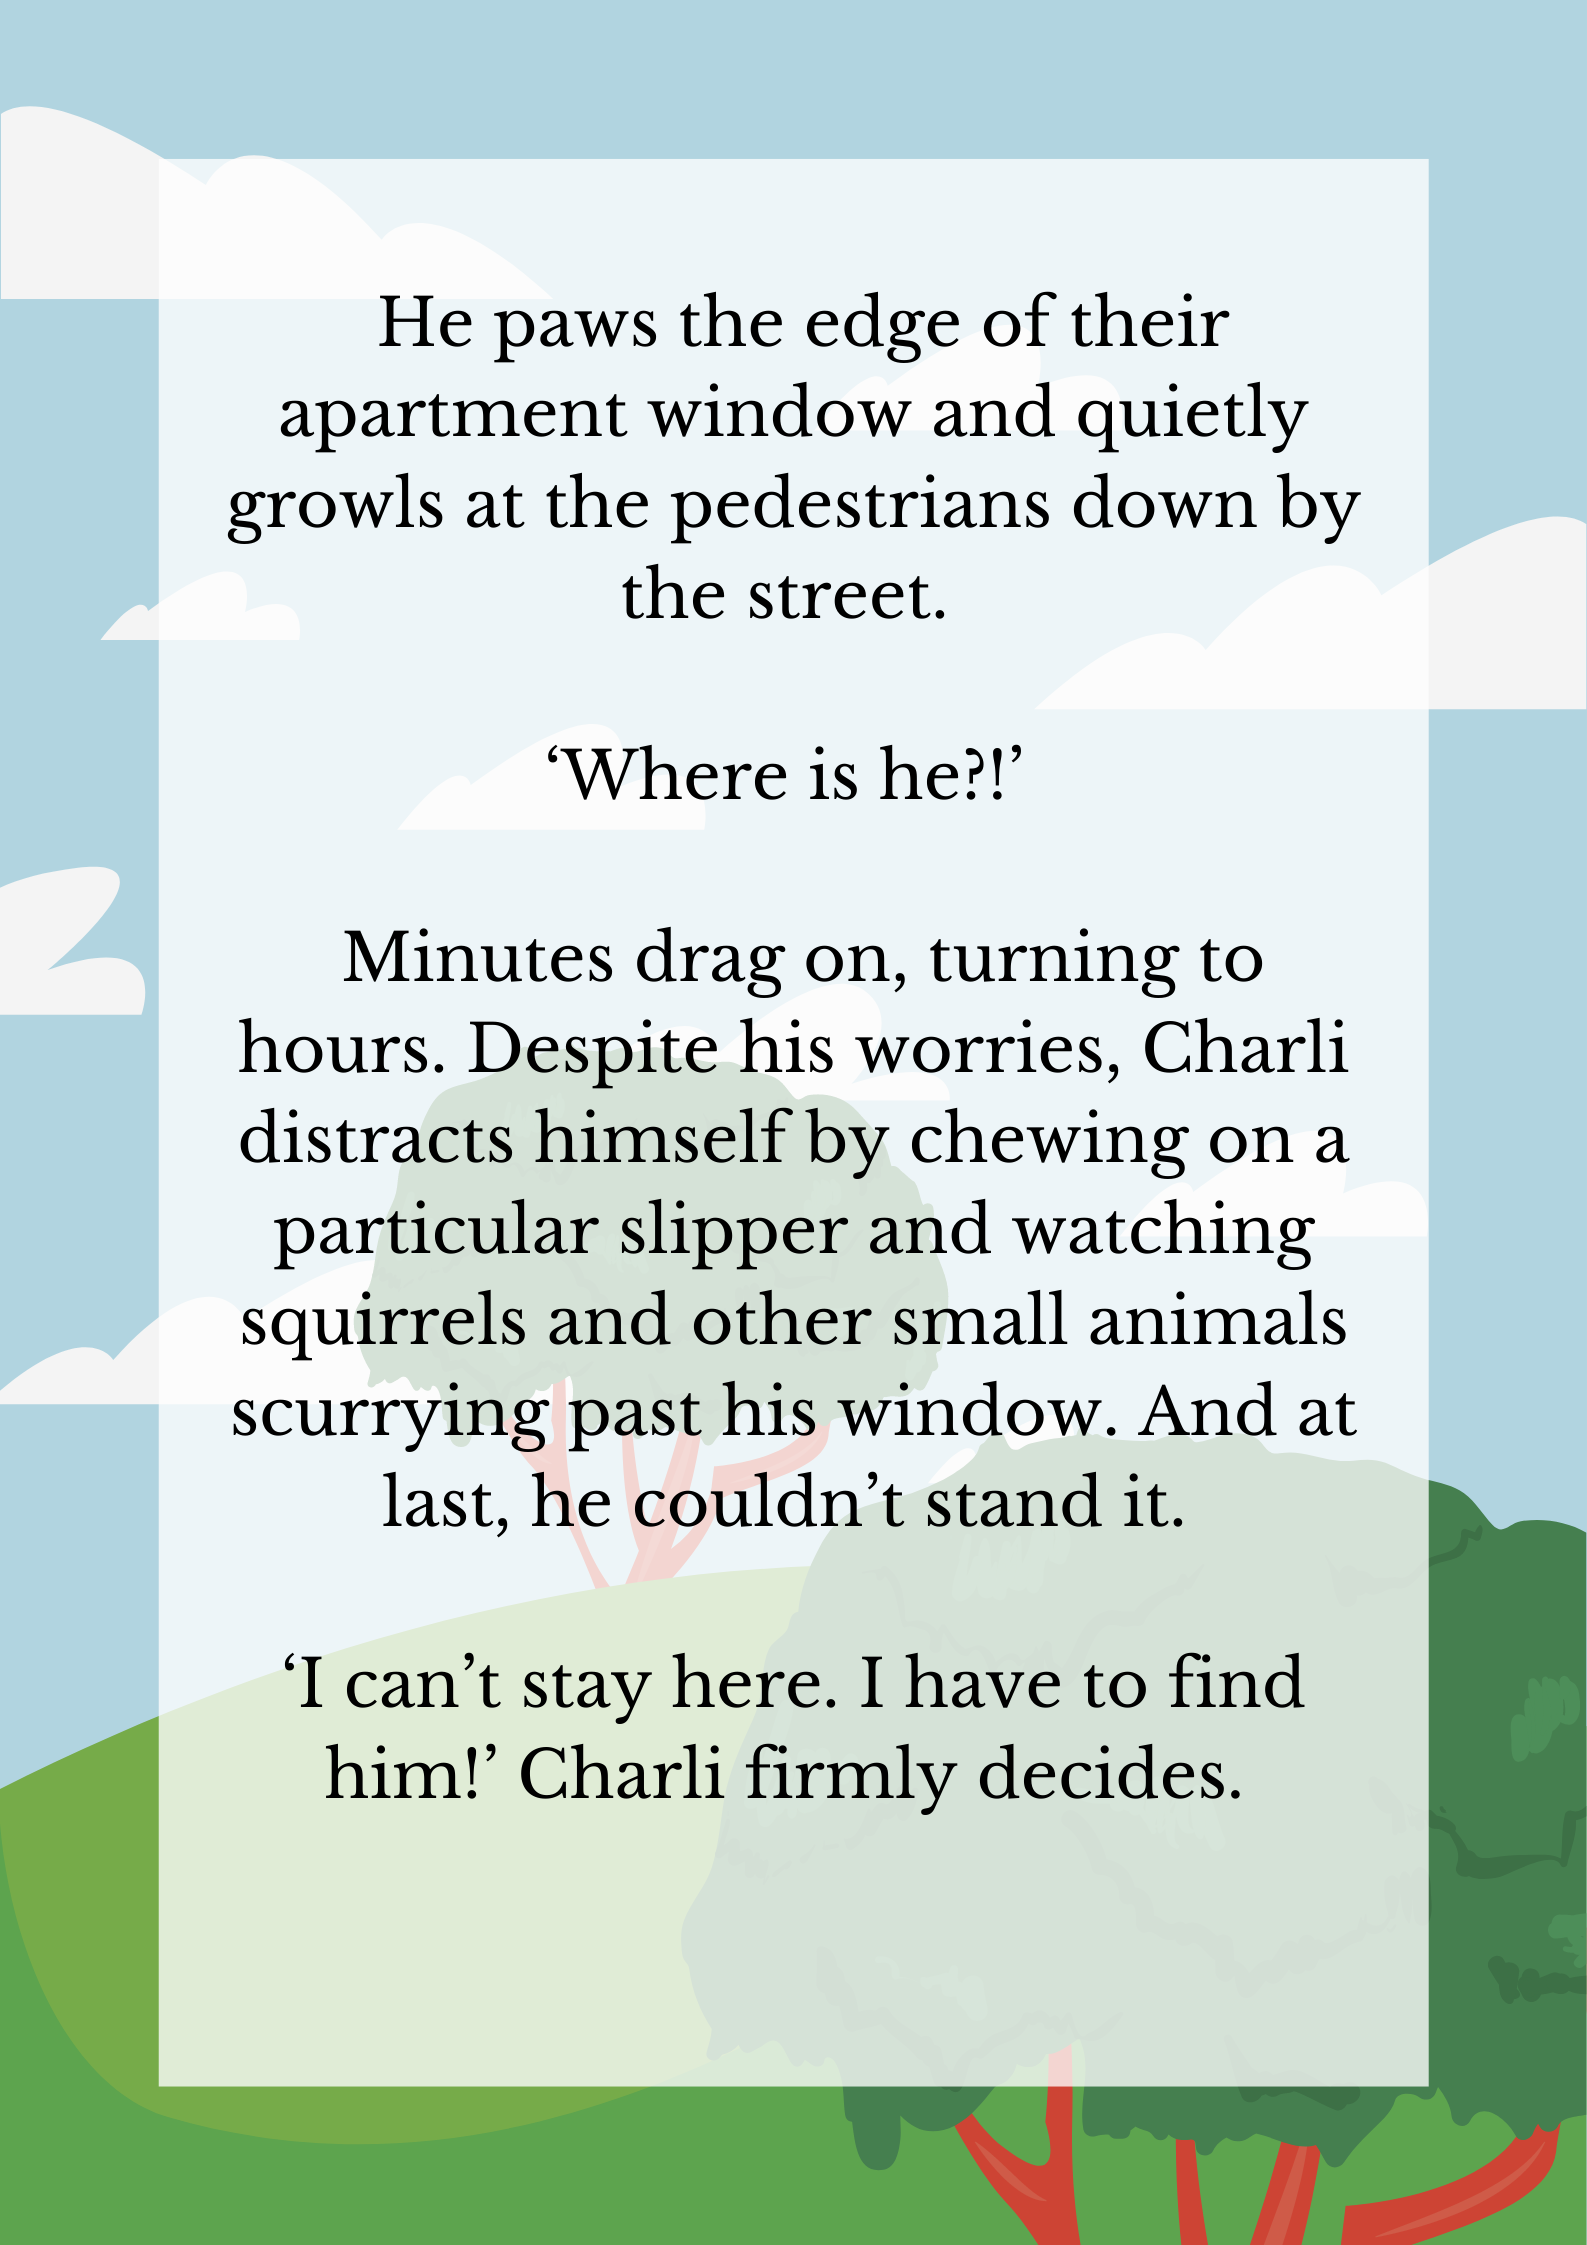 He paws the edge of their
apartment window and quietly
growls at the pedestrians down by
the street.
‘Where is he?!’
Minutes drag on, turning to
hours. Despite his worries, Charli
distracts himself by chewing on a
particular slipper and watching
squirrels and other small animals
scurrying past his window. And at
last, he couldn’t stand it.
‘I can’t stay here. I have to find
him!’ Charli firmly decides.